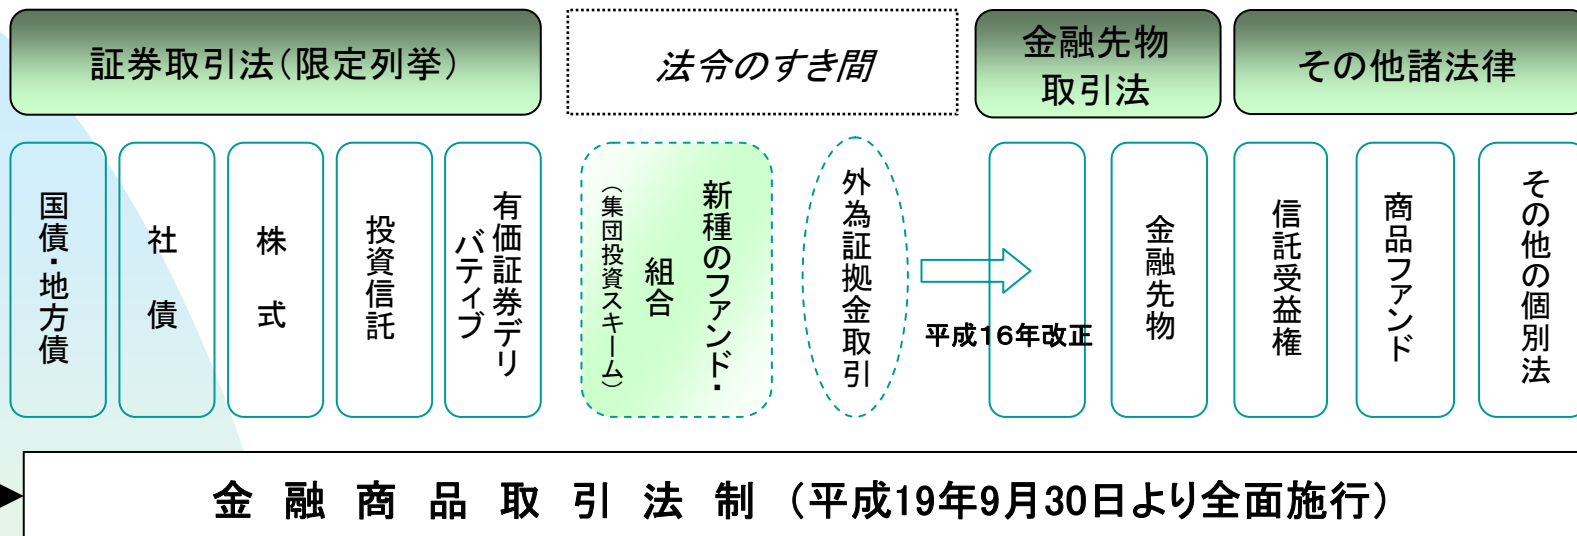 証券取引法（限定列挙）
法令のすき間
金融先物
取引法
その他諸法律
国債・地方債
社　債
株　式
投資信託
有価証券デリ
バティブ
新種のファンド・
組合
（集団投資スキーム）
外為証拠金取引
平成１６年改正
金融先物
信託受益権
商品ファンド
その他の個別法
金　融　商　品　取　引　法　制　（平成19年9月30日より全面施行）